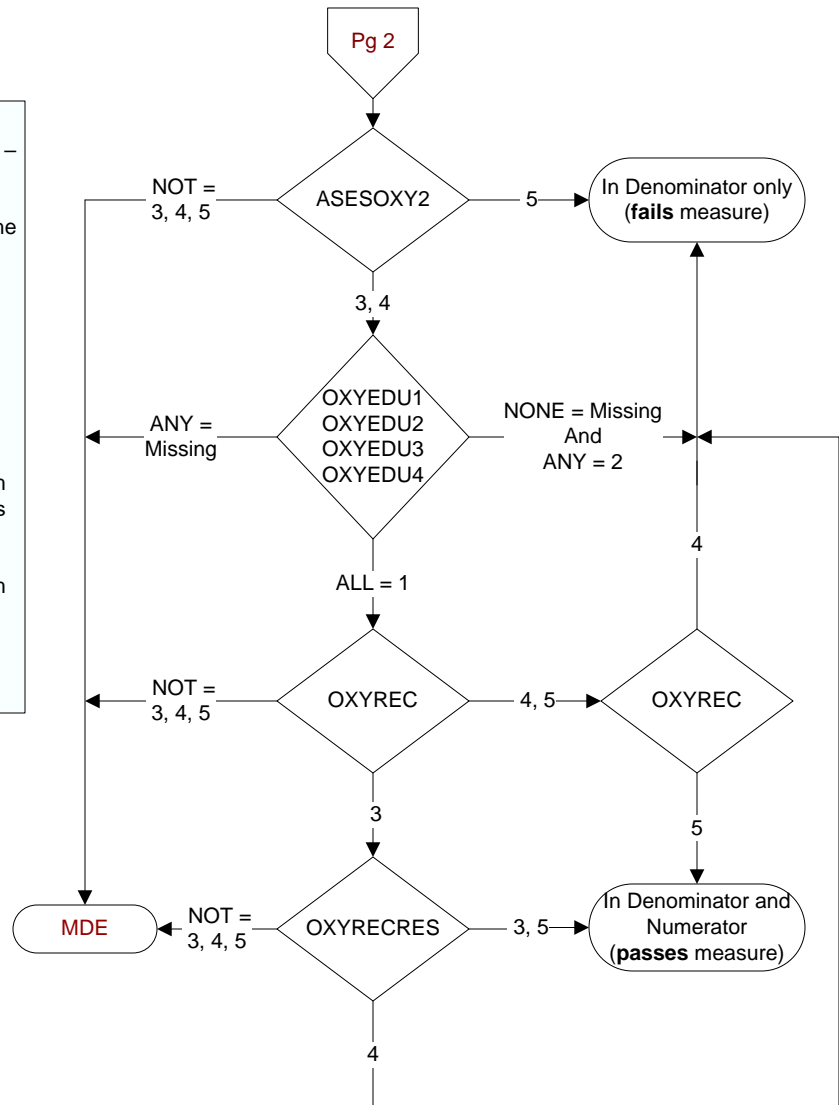 Pg 2
–
NOT =
3, 4, 5
ASESOXY2
5
In Denominator only
(fails measure)
3, 4
OXYEDU1
OXYEDU2
OXYEDU3
OXYEDU4
ANY =
Missing
NONE = Missing
And
ANY = 2
4
ALL = 1
NOT =
3, 4, 5
OXYREC
4, 5
OXYREC
3
5
MDE
NOT =
3, 4, 5
OXYRECRES
3, 5
In Denominator and
Numerator
(passes measure)
4